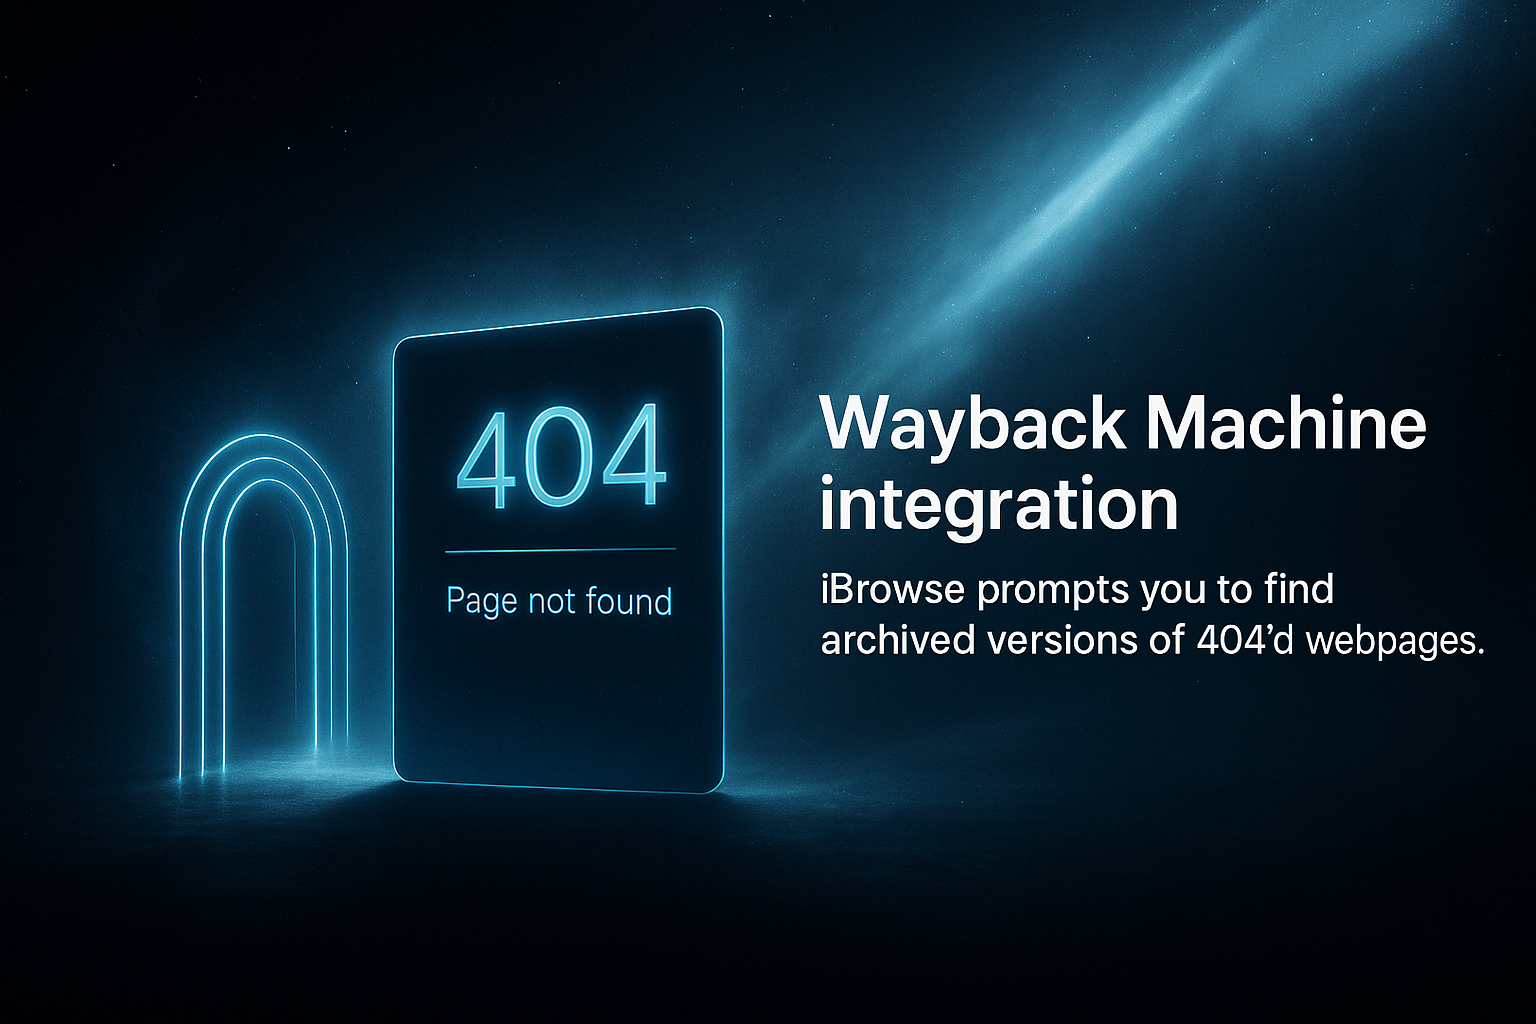 404
Page not found
Wayback Machine
integration
iBrowse prompts you to find
archived versions of 404’d webpages.